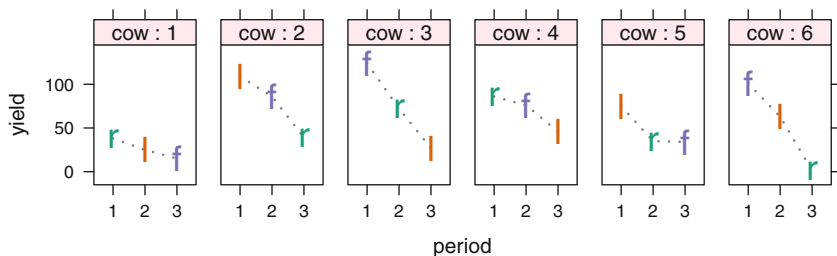 cow : 1 cow : 2 cow : 3 cow : 4 cow : 5 cow : 6
100
50
0
yield
r l f l f r f r l r f l l r f f l r
1 2 3 1 2 3 1 2 3 1 2 3 1 2 3 1 2 3
period